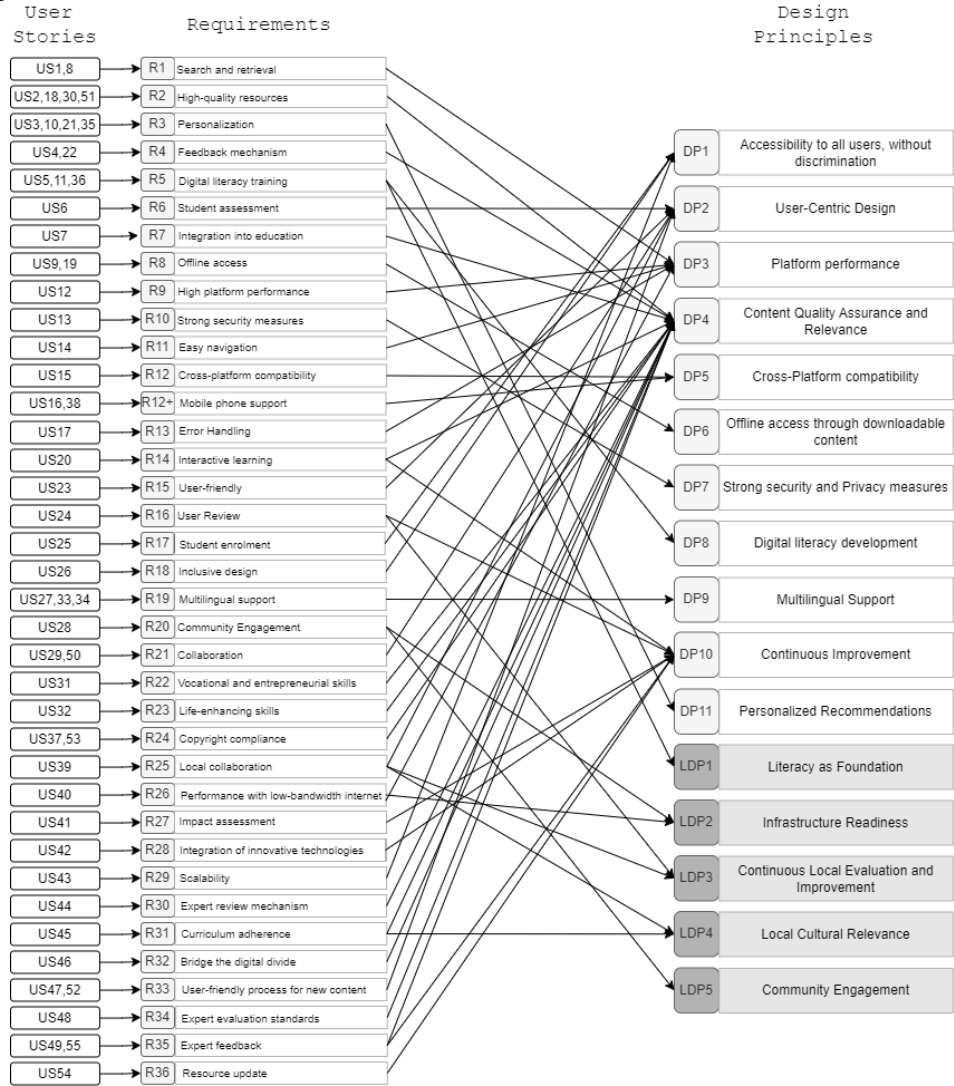 User
Stories
Requirements
Design
Principles
US1,8 R1 Search and retrieval
US2,18,30,51 R2 High-quality resources
US3,10,21,35 R3 Personalization
US4,22 R4 Feedback mechanism
US5,11,36 R5 Digital literacy training
US6 R6 Student assessment
US7 R7 Integration into education
US9,19 R8 Offline access
US12 R9 High platform performance
US13 R10 Strong security measures
US14 R11 Easy navigation
US15 R12 Cross-platform compatibility
US16,38 R12+ Mobile phone support
US17 R13 Error Handling
US20 R14 Interactive learning
US23 R15 User-friendly
US24 R16 User Review
US25 R17 Student enrolment
US26 R18 Inclusive design
US27,33,34 R19 Multilingual support
US28 R20 Community Engagement
US29,50 R21 Collaboration
US31 R22 Vocational and entrepreneurial skills
US32 R23 Life-enhancing skills
US37,53 R24 Copyright compliance
US39 R25 Local collaboration
US40 R26 Performance with low-bandwidth internet
US41 R27 Impact assessment
US42 R28 Integration of innovative technologies
US43 R29 Scalability
US44 R30 Expert review mechanism
US45 R31 Curriculum adherence
US46 R32 Bridge the digital divide
US47,52 R33 User-friendly process for new content
US48 R34 Expert evaluation standards
US49,55 R35 Expert feedback
US54 R36 Resource update
DP1 Accessibility to all users, without
discrimination
DP2 User-Centric Design
DP3 Platform performance
DP4 Content Quality Assurance and
Relevance
DP5 Cross-Platform compatibility
DP6 Offline access through downloadable
content
DP7 Strong security and Privacy measures
DP8 Digital literacy development
DP9 Multilingual Support
DP10 Continuous Improvement
DP11 Personalized Recommendations
LDP1 Literacy as Foundation
LDP2 Infrastructure Readiness
LDP3 Continuous Local Evaluation and
Improvement
LDP4 Local Cultural Relevance
LDP5 Community Engagement